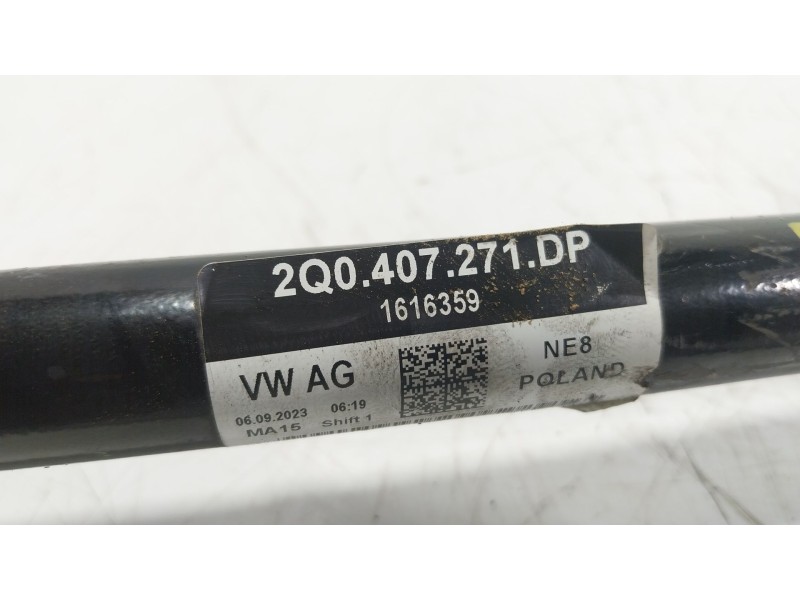 2Q0.407.271.DP
1616359
VW AG
NE8
POLAND
06.09.2023 06:19
MA15 Shift 1